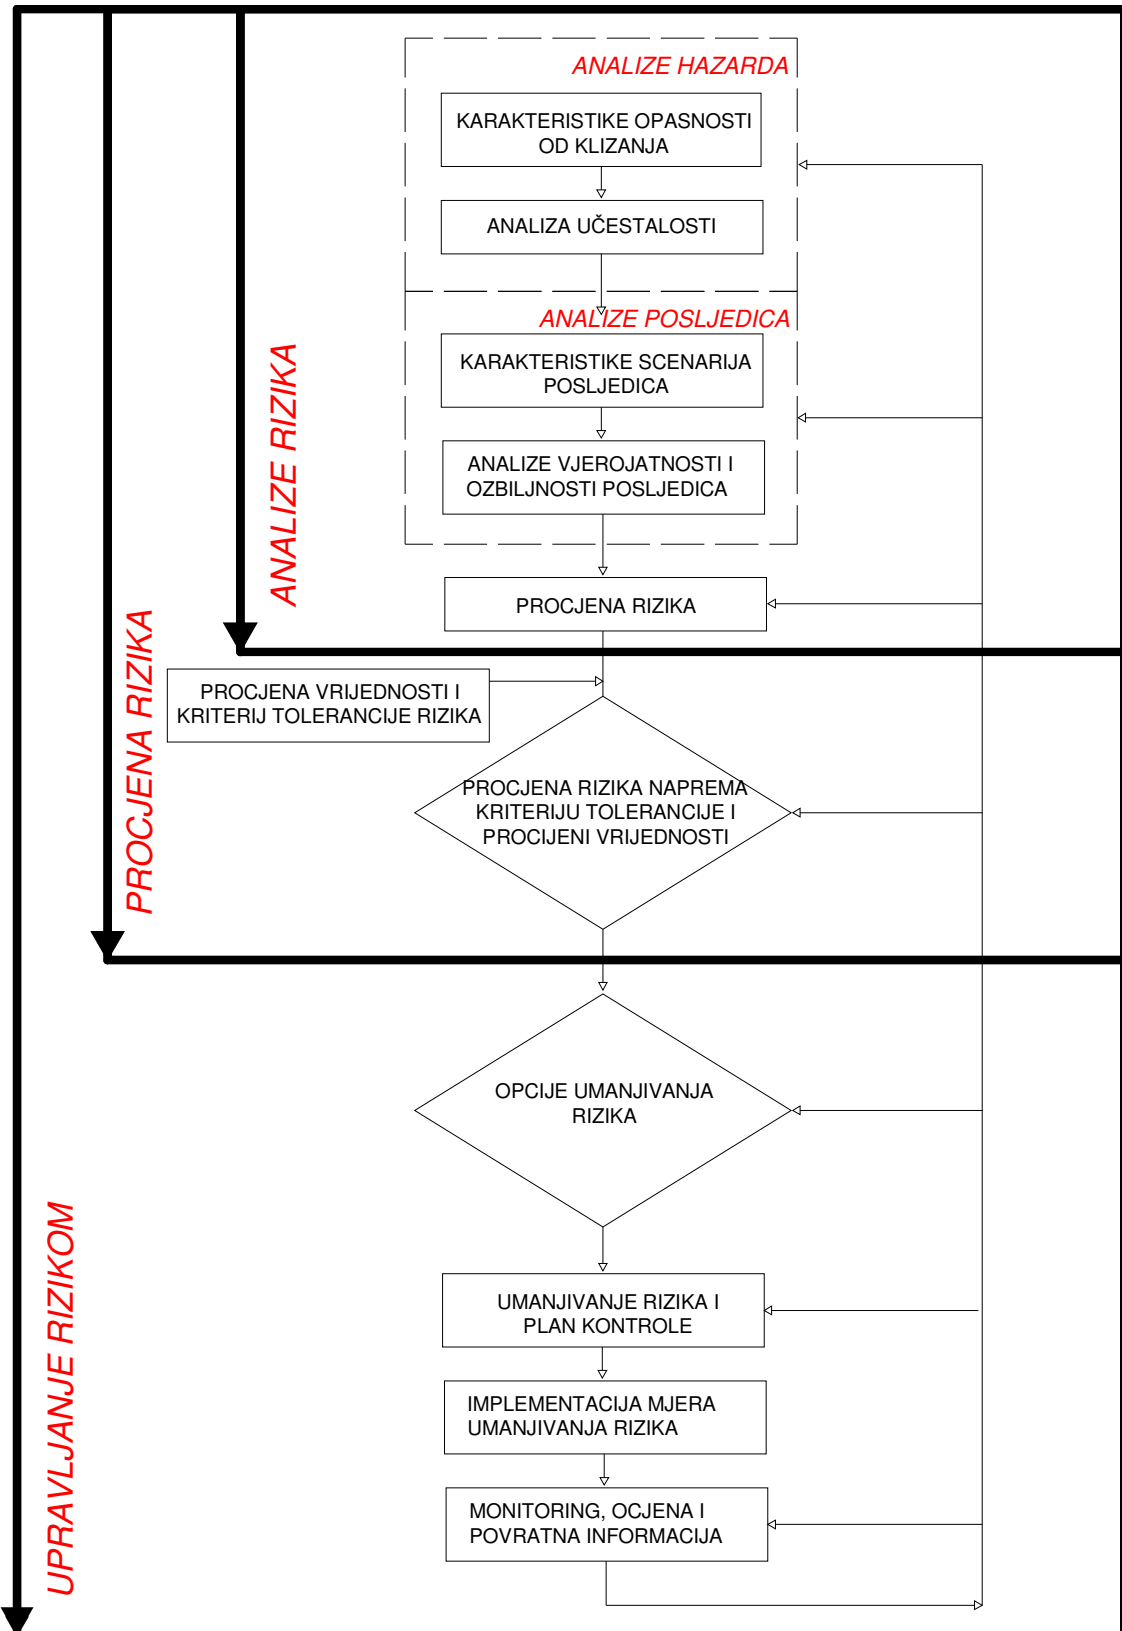 ANALIZE HAZARDA
KARAKTERISTIKE OPASNOSTI
OD KLIZANJA
ANALIZA UČESTALOSTI
ANALIZE POSLJEDICA
KARAKTERISTIKE SCENARIJA
POSLJEDICA
ANALIZE VJEROJATNOSTI I
OZBILJNOSTI POSLJEDICA
ANALIZE RIZIKA
PROCJENA RIZIKA
PROCJENA RIZIKA
PROCJENA VRIJEDNOSTI I
KRITERIJ TOLERANCIJE RIZIKA
PROCJENA RIZIKA NAPREMA
KRITERIJU TOLERANCIJE I
PROCIJENI VRIJEDNOSTI
OPCIJE UMANJIVANJA
RIZIKA
UPRAVLJANJE RIZIKOM
UMANJIVANJE RIZIKA I
PLAN KONTROLE
IMPLEMENTACIJA MJERA
UMANJIVANJA RIZIKA
MONITORING, OCJENA I
POVRATNA INFORMACIJA